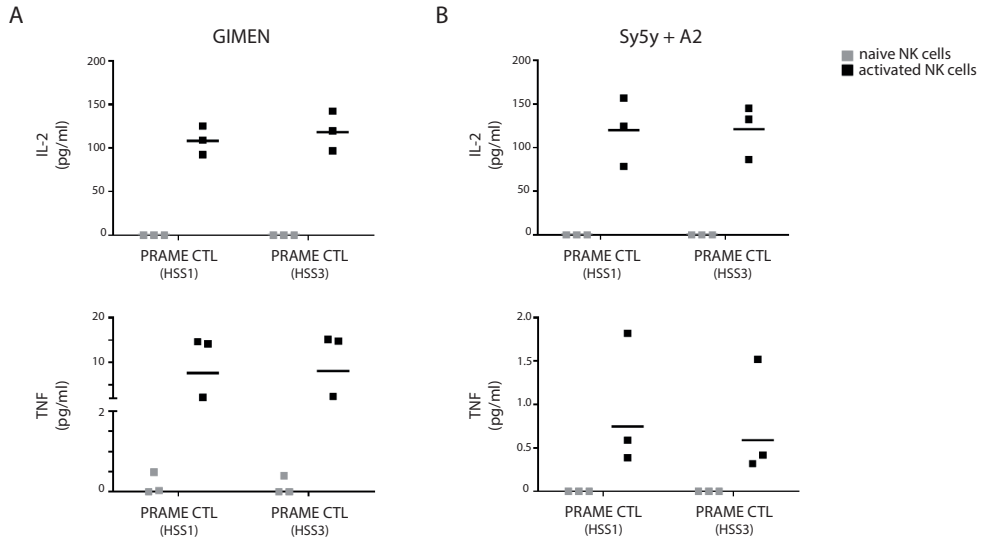 A
GIMEN
200
150
100
50
0
IL-2
(pg/ml)
PRAME CTL
(HSS1)
PRAME CTL
(HSS3)
20
10
2
0
TNF
(pg/ml)
PRAME CTL
(HSS1)
PRAME CTL
(HSS3)
B
Sy5y + A2
200
150
100
50
0
IL-2
(pg/ml)
PRAME CTL
(HSS1)
PRAME CTL
(HSS3)
2.0
1.5
1.0
0.5
0
TNF
(pg/ml)
PRAME CTL
(HSS1)
PRAME CTL
(HSS3)
naive NK cells
activated NK cells